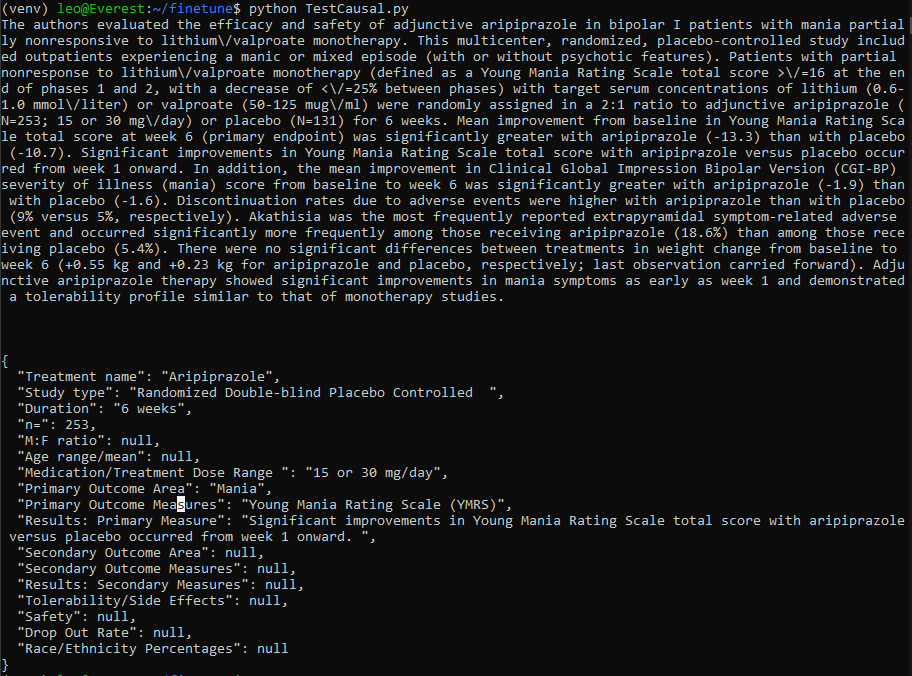 (venv) leo@Everest:~/finetune$ python TestCausal.py
The authors evaluated the efficacy and safety of adjunctive aripiprazole in bipolar I patients with mania partial
ly nonresponsive to lithium\/valproate monotherapy. This multicenter, randomized, placebo-controlled study includ
ed outpatients experiencing a manic or mixed episode (with or without psychotic features). Patients with partial
nonresponse to lithium\/valproate monotherapy (defined as a Young Mania Rating Scale total score >\/=16 at the en
d of phases 1 and 2, with a decrease of <\/=25% between phases) with target serum concentrations of lithium (0.6-
1.0 mmol\/liter) or valproate (50-125 mug\/ml) were randomly assigned in a 2:1 ratio to adjunctive aripiprazole (
N=253; 15 or 30 mg\/day) or placebo (N=131) for 6 weeks. Mean improvement from baseline in Young Mania Rating Sca
le total score at week 6 (primary endpoint) was significantly greater with aripiprazole (-13.3) than with placebo
 (-10.7). Significant improvements in Young Mania Rating Scale total score with aripiprazole versus placebo occur
red from week 1 onward. In addition, the mean improvement in Clinical Global Impression Bipolar Version (CGI-BP)
severity of illness (mania) score from baseline to week 6 was significantly greater with aripiprazole (-1.9) than
 with placebo (-1.6). Discontinuation rates due to adverse events were higher with aripiprazole than with placebo
 (9% versus 5%, respectively). Akathisia was the most frequently reported extrapyramidal symptom-related adverse
event and occurred significantly more frequently among those receiving aripiprazole (18.6%) than among those rece
iving placebo (5.4%). There were no significant differences between treatments in weight change from baseline to
week 6 (+0.55 kg and +0.23 kg for aripiprazole and placebo, respectively; last observation carried forward). Adju
nctive aripiprazole therapy showed significant improvements in mania symptoms as early as week 1 and demonstrated
 a tolerability profile similar to that of monotherapy studies.
{
  "Treatment name": "Aripiprazole",
  "Study type": "Randomized Double-blind Placebo Controlled  ",
  "Duration": "6 weeks",
  "n=": 253,
  "M:F ratio": null,
  "Age range/mean": null,
  "Medication/Treatment Dose Range ": "15 or 30 mg/day",
  "Primary Outcome Area": "Mania",
  "Primary Outcome Measures": "Young Mania Rating Scale (YMRS)",
  "Results: Primary Measure": "Significant improvements in Young Mania Rating Scale total score with aripiprazole
 versus placebo occurred from week 1 onward. ",
  "Secondary Outcome Area": null,
  "Secondary Outcome Measures": null,
  "Results: Secondary Measures": null,
  "Tolerability/Side Effects": null,
  "Safety": null,
  "Drop Out Rate": null,
  "Race/Ethnicity Percentages": null
}